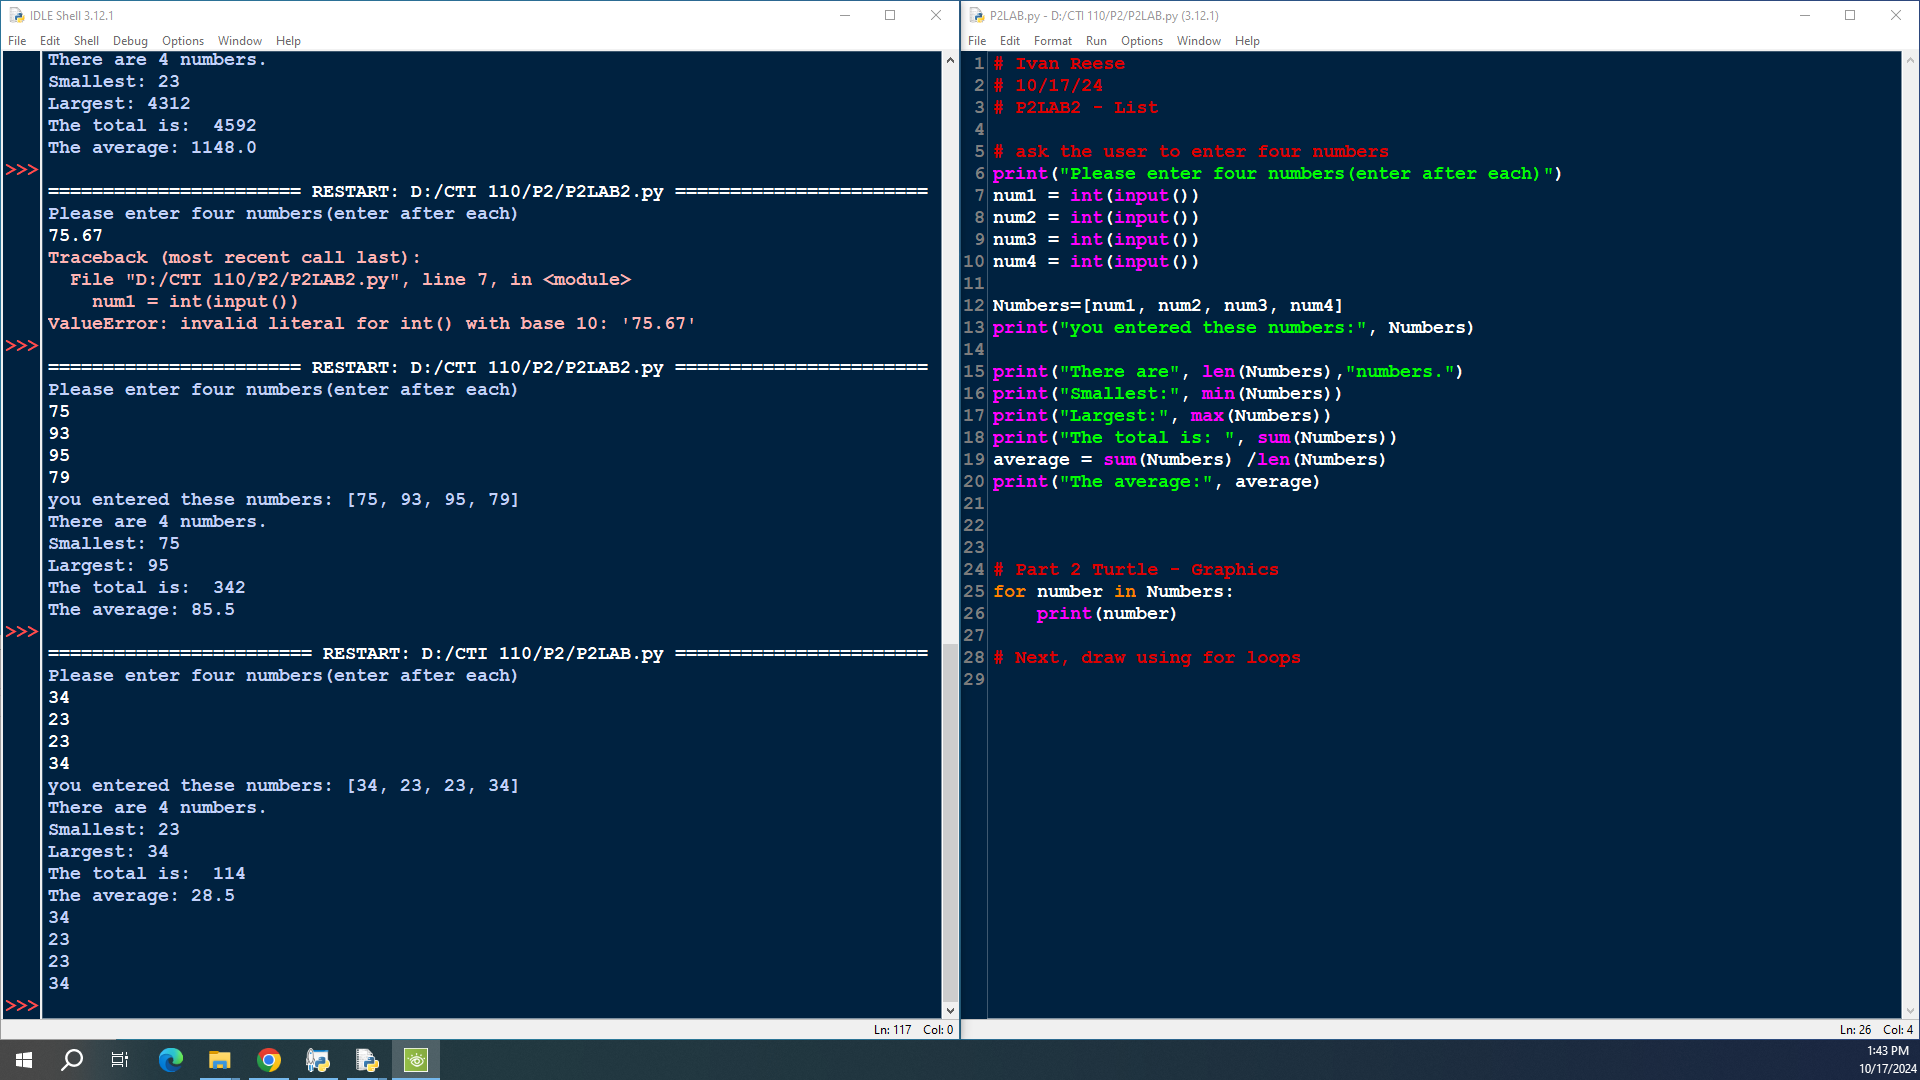 IDLE Shell 3.12.1
File Edit Shell Debug Options Window Help
There are 4 numbers.
Smallest: 23
Largest: 4312
The total is:  4592
The average: 1148.0
>>>
======================= RESTART: D:/CTI 110/P2/P2LAB2.py =======================
Please enter four numbers(enter after each)
75.67
Traceback (most recent call last):
  File "D:/CTI 110/P2/P2LAB2.py", line 7, in <module>
    num1 = int(input())
ValueError: invalid literal for int() with base 10: '75.67'
>>>
======================= RESTART: D:/CTI 110/P2/P2LAB2.py =======================
Please enter four numbers(enter after each)
75
93
95
79
you entered these numbers: [75, 93, 95, 79]
There are 4 numbers.
Smallest: 75
Largest: 95
The total is:  342
The average: 85.5
>>>
======================== RESTART: D:/CTI 110/P2/P2LAB.py =======================
Please enter four numbers(enter after each)
34
23
23
34
you entered these numbers: [34, 23, 23, 34]
There are 4 numbers.
Smallest: 23
Largest: 34
The total is:  114
The average: 28.5
34
23
23
34
>>>
Ln: 117 Col: 0
P2LAB.py - D:/CTI 110/P2/P2LAB.py (3.12.1)
File Edit Format Run Options Window Help
1 # Ivan Reese
2 # 10/17/24
3 # P2LAB2 - List
4
5 # ask the user to enter four numbers
6 print("Please enter four numbers(enter after each)")
7 num1 = int(input())
8 num2 = int(input())
9 num3 = int(input())
10 num4 = int(input())
11
12 Numbers=[num1, num2, num3, num4]
13 print("you entered these numbers:", Numbers)
14
15 print("There are", len(Numbers),"numbers.")
16 print("Smallest:", min(Numbers))
17 print("Largest:", max(Numbers))
18 print("The total is: ", sum(Numbers))
19 average = sum(Numbers) /len(Numbers)
20 print("The average:", average)
21
22
23
24 # Part 2 Turtle - Graphics
25 for number in Numbers:
26     print(number)
27
28 # Next, draw using for loops
29
Ln: 26 Col: 4
1:43 PM
10/17/2024